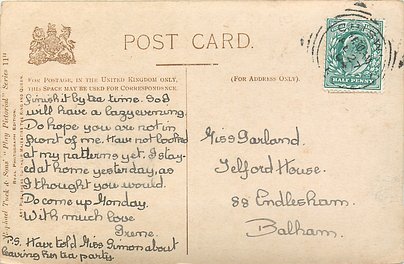 POST CARD.
FOR POSTAGE, IN THE UNITED KINGDOM ONLY,
THIS SPACE MAY BE USED FOR CORRESPONDENCE.
(FOR ADDRESS ONLY).
HALF PENNY
Raphael Tuck & Sons' "Play Pictorial" Series 11
finish it by tea time. So I
will have a lazy evening.
Do hope you are not in
front of me. Have not looked
at my patterns yet. I stay-
ed at home yesterday, as
I thought you would.
Do come up Monday.
With much love
Irene.
P.S. Have told Miss Simon about
leaving her tea party.
Miss Garland.
Telford House.
88 Endlesham.
Balham.